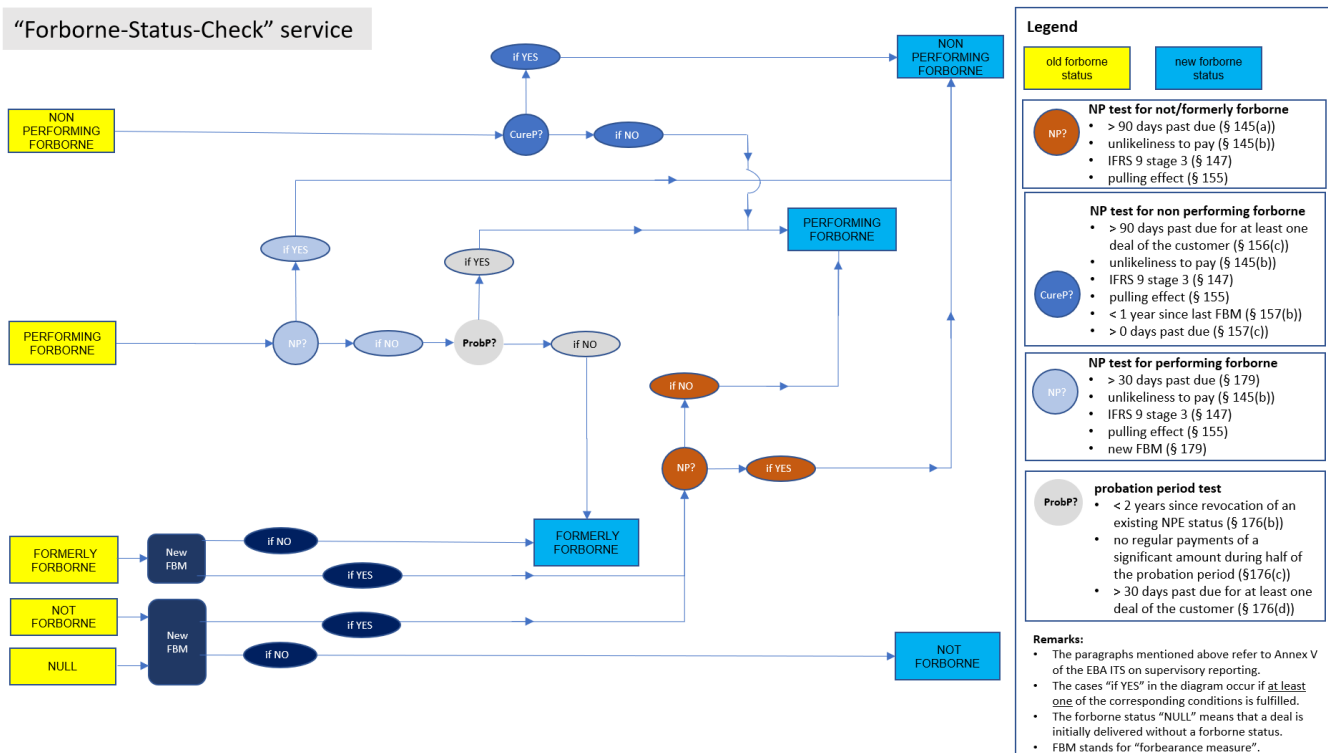 “Forborne-Status-Check” service
if YES
NON
PERFORMING
FORBORNE
NON
PERFORMING
FORBORNE
CureP?
if NO
PERFORMING
FORBORNE
if YES
if YES
PERFORMING
FORBORNE
NP?
if NO
ProbP?
if NO
if NO
NP?
if YES
FORMERLY
FORBORNE
New
FBM
if NO
if YES
FORMERLY
FORBORNE
NOT
FORBORNE
NULL
New
FBM
if YES
if NO
NOT
FORBORNE
Legend
old forborne
status
new forborne
status
NP?
NP test for not/formerly forborne
• > 90 days past due (§ 145(a))
• unlikeliness to pay (§ 145(b))
• IFRS 9 stage 3 (§ 147)
• pulling effect (§ 155)
CureP?
NP test for non performing forborne
• > 90 days past due for at least one
deal of the customer (§ 156(c))
• unlikeliness to pay (§ 145(b))
• IFRS 9 stage 3 (§ 147)
• pulling effect (§ 155)
• < 1 year since last FBM (§ 157(b))
• > 0 days past due (§ 157(c))
NP?
NP test for performing forborne
• > 30 days past due (§ 179)
• unlikeliness to pay (§ 145(b))
• IFRS 9 stage 3 (§ 147)
• pulling effect (§ 155)
• new FBM (§ 179)
ProbP?
probation period test
• < 2 years since revocation of an
existing NPE status (§ 176(b))
• no regular payments of a
significant amount during half of
the probation period (§176(c))
• > 30 days past due for at least one
deal of the customer (§ 176(d))
Remarks:
• The paragraphs mentioned above refer to Annex V
of the EBA ITS on supervisory reporting.
• The cases “if YES” in the diagram occur if at least
one of the corresponding conditions is fulfilled.
• The forborne status “NULL” means that a deal is
initially delivered without a forborne status.
• FBM stands for “forbearance measure”.